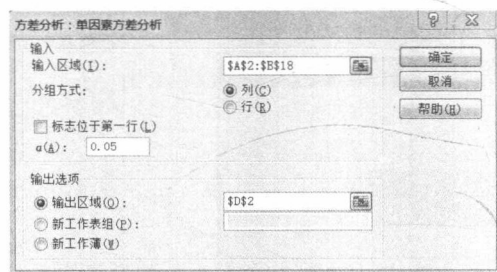 方差分析：单因素方差分析
输入
输入区域(I)： $A$2:$B$18 确定
分组方式： 列(C) 取消
行(R) 帮助(H)
标志位于第一行(L)
α(A)： 0.05
输出选项
输出区域(O)： $D$2
新工作表组(P)：
新工作薄(W)